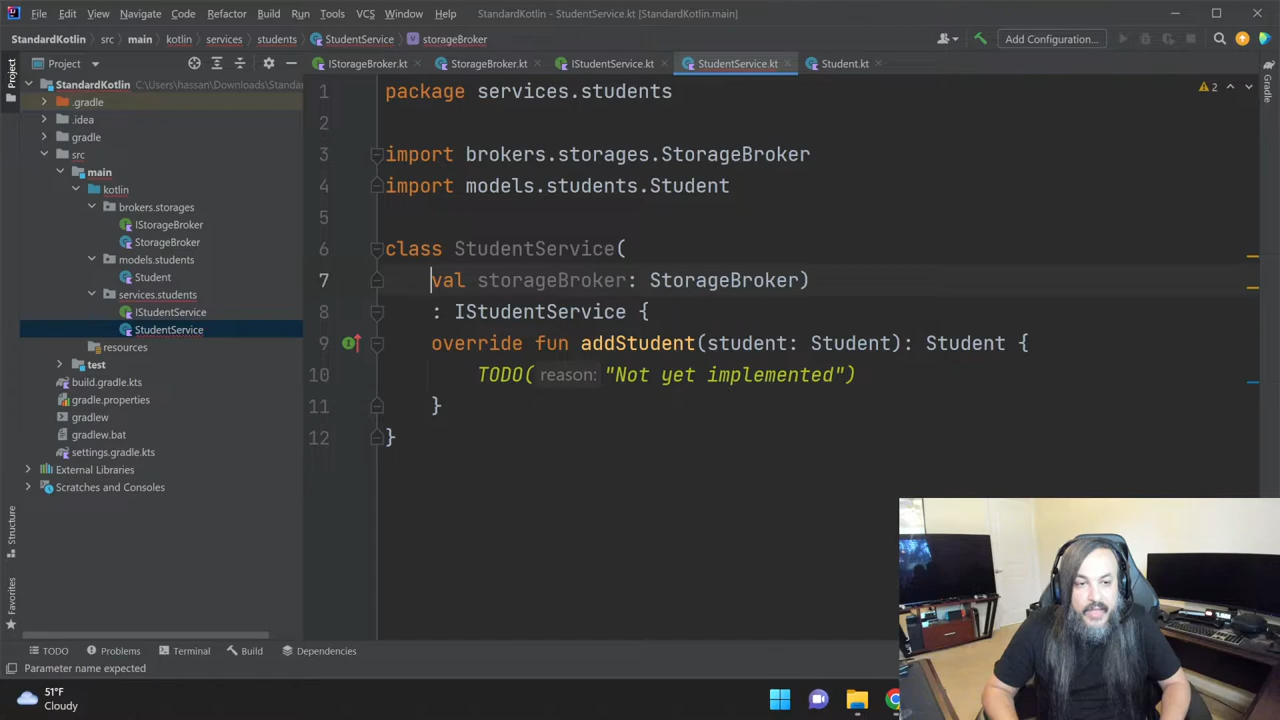 File Edit View Navigate Code Refactor Build Run Tools VCS Window Help StandardKotlin - StudentService.kt [StandardKotlin.main]
StandardKotlin src main kotlin services students StudentService storageBroker Add Configuration...
Project
Project IStorageBroker.kt StorageBroker.kt IStudentService.kt StudentService.kt Student.kt
Gradle
StandardKotlin C:\Users\hassan\Downloads\Standar
.gradle
.idea
gradle
src
main
kotlin
brokers.storages
IStorageBroker
StorageBroker
models.students
Student
services.students
IStudentService
StudentService
resources
test
build.gradle.kts
gradle.properties
gradlew
gradlew.bat
settings.gradle.kts
External Libraries
Scratches and Consoles
Structure
Favorites
2
1 package services.students
2
3 import brokers.storages.StorageBroker
4 import models.students.Student
5
6 class StudentService(
7 val storageBroker: StorageBroker)
8 : IStudentService {
9 override fun addStudent(student: Student): Student {
10 TODO( reason: "Not yet implemented")
11 }
12 }
TODO Problems Terminal Build Dependencies
Parameter name expected
51°F
Cloudy